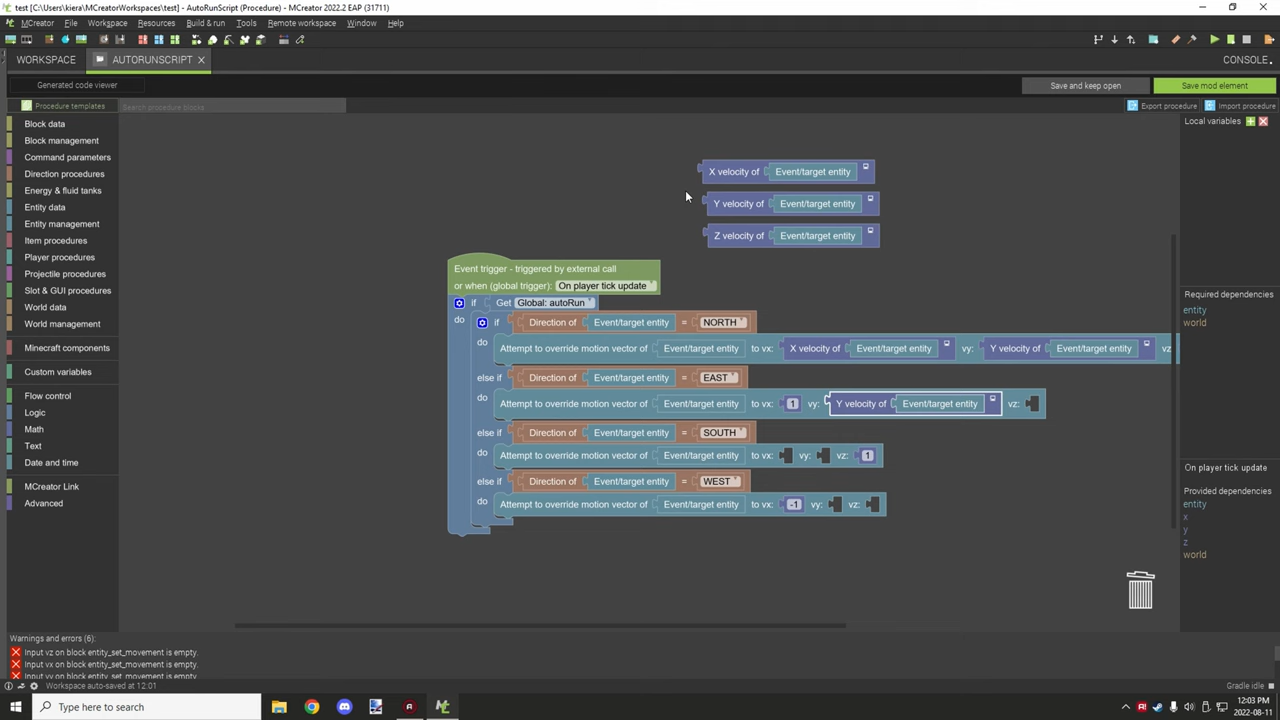 test [C:\Users\kiera\MCreatorWorkspaces\test] - AutoRunScript (Procedure) - MCreator 2022.2 EAP (31711)
MCreator File Workspace Resources Build & run Tools Remote workspace Window Help
WORKSPACE AUTORUNSCRIPT CONSOLE
Generated code viewer Save and keep open Save mod element
Procedure templates Search procedure blocks Export procedure Import procedure
Block data
Block management
Command parameters
Direction procedures
Energy & fluid tanks
Entity data
Entity management
Item procedures
Player procedures
Projectile procedures
Slot & GUI procedures
World data
World management
Minecraft components
Custom variables
Flow control
Logic
Math
Text
Date and time
MCreator Link
Advanced
X velocity of Event/target entity
Y velocity of Event/target entity
Z velocity of Event/target entity
Event trigger - triggered by external call
or when (global trigger): On player tick update
if Get Global: autoRun
do if Direction of Event/target entity = NORTH
do Attempt to override motion vector of Event/target entity to vx: X velocity of Event/target entity vy: Y velocity of Event/target entity vz
else if Direction of Event/target entity = EAST
do Attempt to override motion vector of Event/target entity to vx: 1 vy: Y velocity of Event/target entity vz:
else if Direction of Event/target entity = SOUTH
do Attempt to override motion vector of Event/target entity to vx: vy: vz: 1
else if Direction of Event/target entity = WEST
do Attempt to override motion vector of Event/target entity to vx: -1 vy: vz:
Local variables
Required dependencies
entity
world
On player tick update
Provided dependencies
entity
x
y
z
world
Warnings and errors (6):
Input vz on block entity_set_movement is empty.
Input vx on block entity_set_movement is empty.
Input vy on block entity_set_movement is empty.
Workspace auto-saved at 12:01 Gradle idle
Type here to search
12:03 PM
2022-08-11